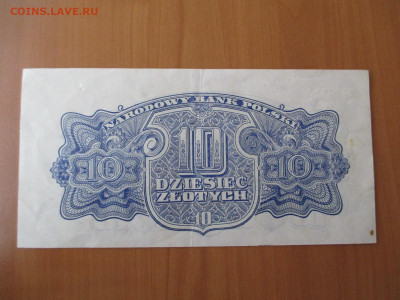 COINS.LAVE.RU
NARODOWY BANK POLSKI
10 10 10
DZIESIĘĆ
ZŁOTYCH
10